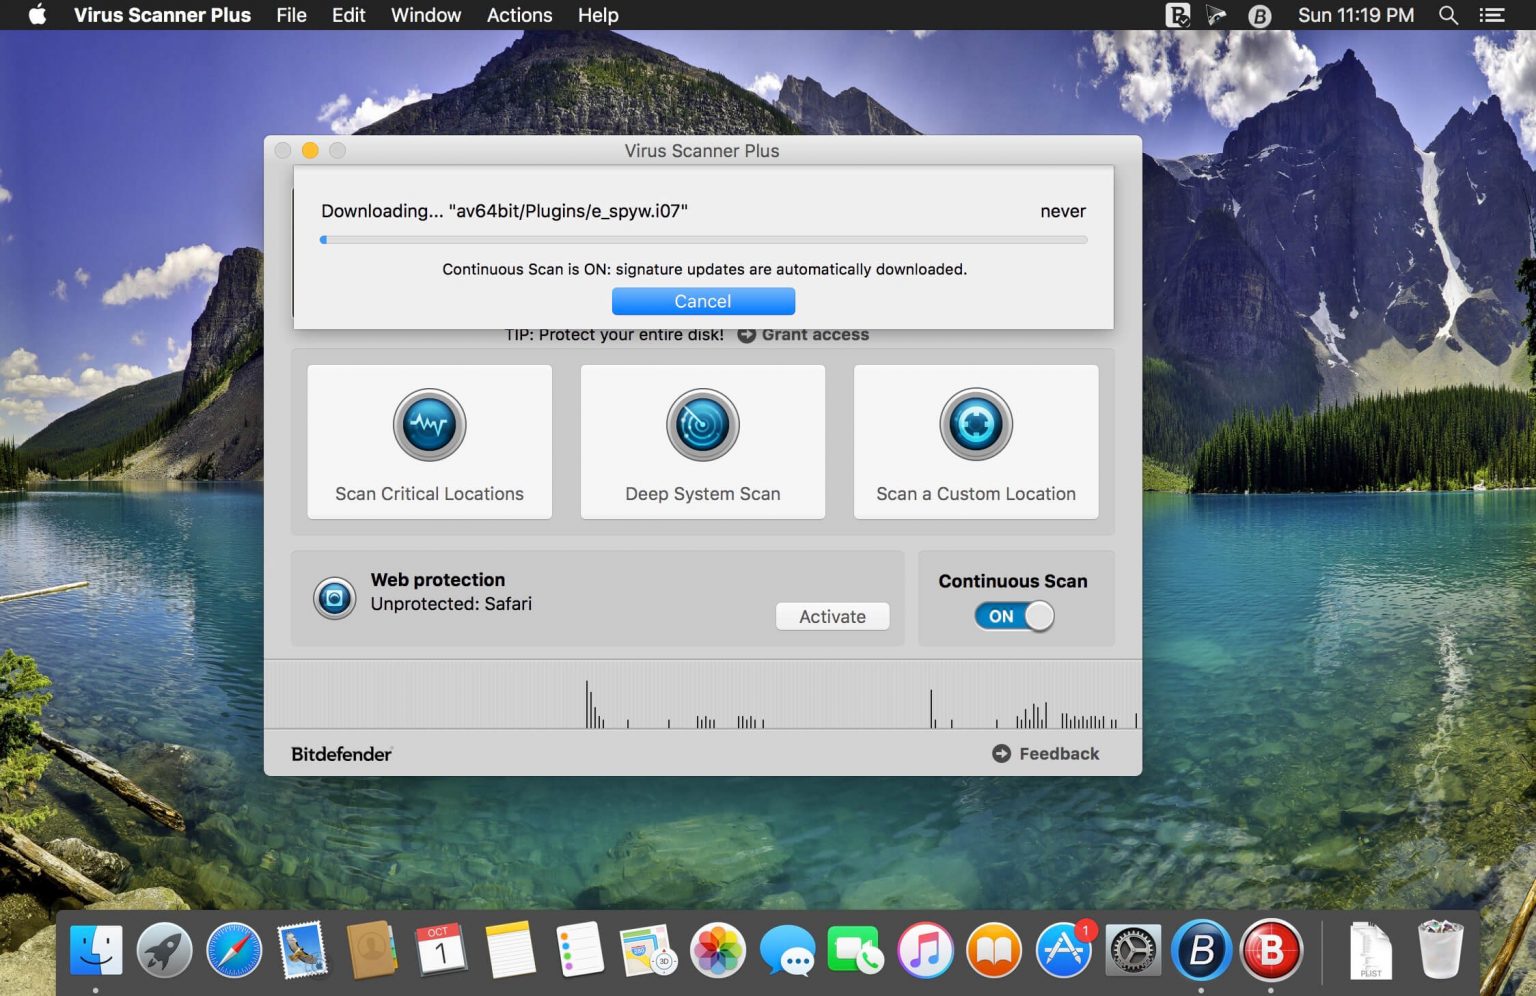 Virus Scanner Plus File Edit Window Actions Help Sun 11:19 PM
Virus Scanner Plus
Downloading... "av64bit/Plugins/e_spyw.i07" never
Continuous Scan is ON: signature updates are automatically downloaded.
Cancel
TIP: Protect your entire disk! Grant access
Scan Critical Locations Deep System Scan Scan a Custom Location
Web protection
Unprotected: Safari
Activate
Continuous Scan
ON
Bitdefender Feedback
OCT
1
280
3D
1
B
B
PLIST